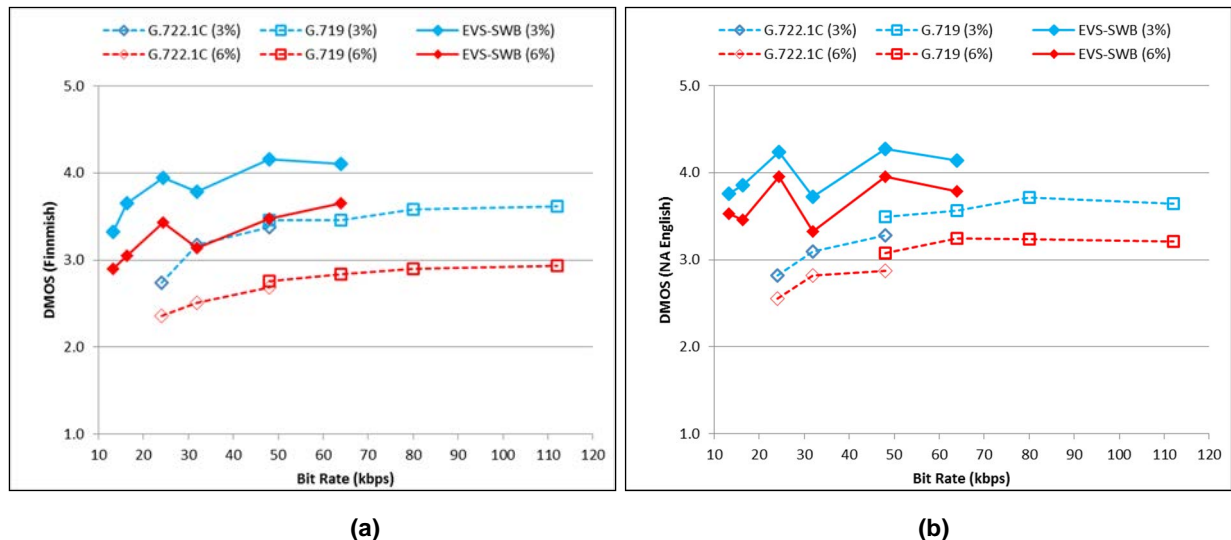 G.722.1C (3%) G.719 (3%) EVS-SWB (3%)
G.722.1C (6%) G.719 (6%) EVS-SWB (6%)
5.0
4.0
3.0
2.0
1.0
DMOS (Finnmish)
10 20 30 40 50 60 70 80 90 100 110 120
Bit Rate (kbps)
(a)
G.722.1C (3%) G.719 (3%) EVS-SWB (3%)
G.722.1C (6%) G.719 (6%) EVS-SWB (6%)
5.0
4.0
3.0
2.0
1.0
DMOS (NA English)
10 20 30 40 50 60 70 80 90 100 110 120
Bit Rate (kbps)
(b)